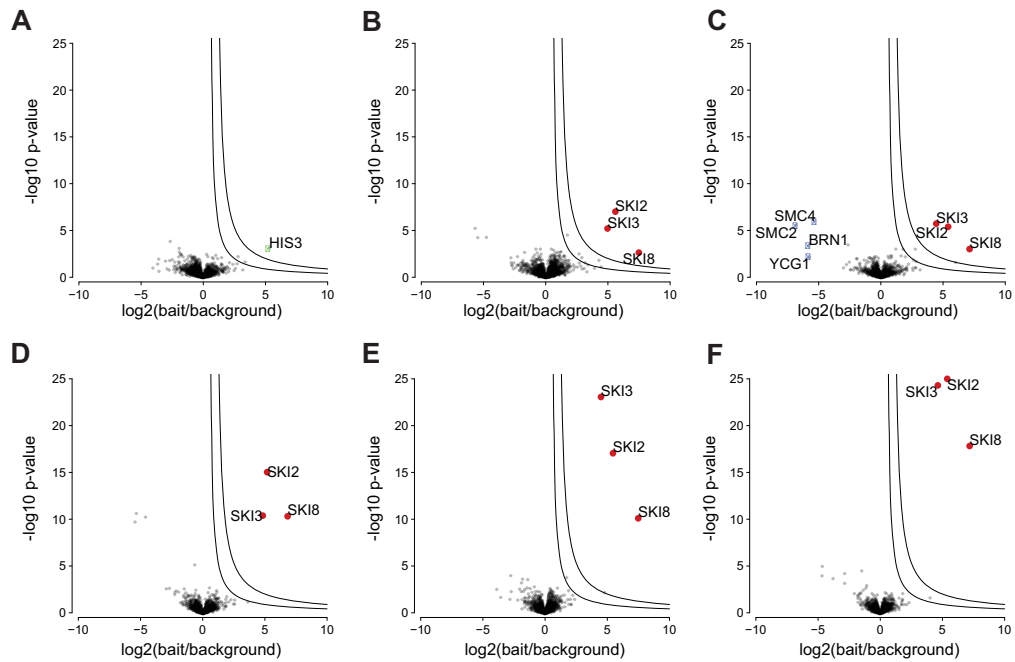 A
B
C
25
20
15
10
5
0
-log10 p-value
HIS3
−10
−5
0
5
10
log2(bait/background)
25
20
15
10
5
0
-log10 p-value
SKI2
SKI3
SKI8
−10
−5
0
5
10
log2(bait/background)
25
20
15
10
5
0
-log10 p-value
SMC4
SMC2
BRN1
YCG1
SKI3
SKI2
SKI8
−10
−5
0
5
10
log2(bait/background)
D
E
F
25
20
15
10
5
0
-log10 p-value
SKI2
SKI3
SKI8
−10
−5
0
5
10
log2(bait/background)
25
20
15
10
5
0
-log10 p-value
SKI3
SKI2
SKI8
−10
−5
0
5
10
log2(bait/background)
25
20
15
10
5
0
-log10 p-value
SKI3
SKI2
SKI8
−10
−5
0
5
10
log2(bait/background)